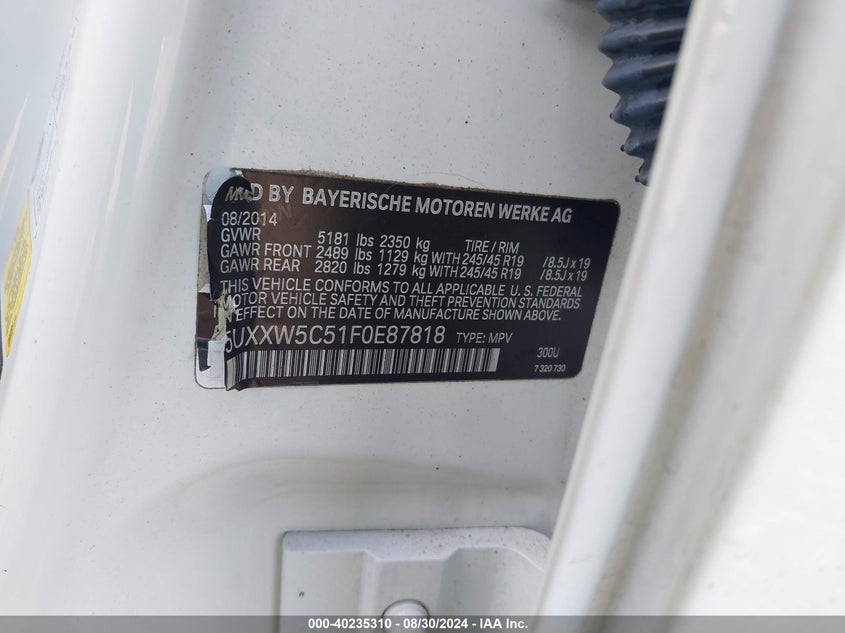 MFD BY BAYERISCHE MOTOREN WERKE AG
08/2014
GVWR 5181 lbs 2350 kg TIRE / RIM
GAWR FRONT 2489 lbs 1129 kg WITH 245/45 R19 /8.5J x 19
GAWR REAR 2820 lbs 1279 kg WITH 245/45 R19 /8.5J x 19
THIS VEHICLE CONFORMS TO ALL APPLICABLE U. S. FEDERAL
MOTOR VEHICLE SAFETY AND THEFT PREVENTION STANDARDS
IN EFFECT ON THE DATE OF MANUFACTURE SHOWN ABOVE.
5UXXW5C51F0E87818 TYPE: MPV
300U
7 320 730
000-40235310 - 08/30/2024 - IAA Inc.